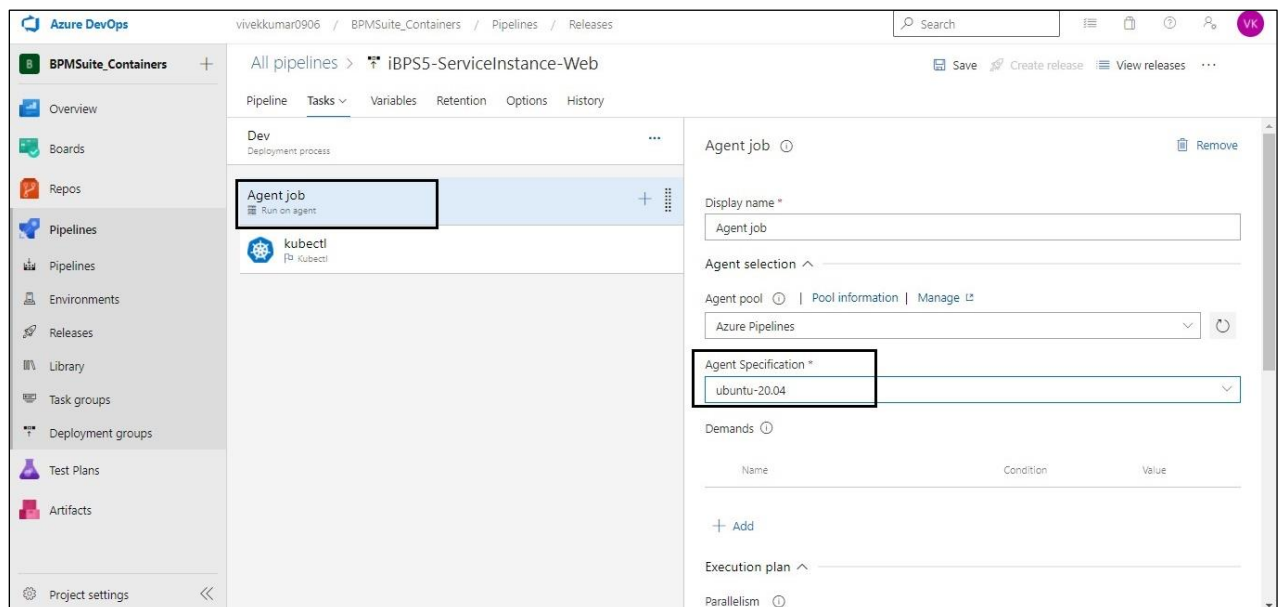 Azure DevOps
vivekkumar0906 / BPMSuite_Containers / Pipelines / Releases
Search
VK
B BPMSuite_Containers
All pipelines > iBPS5-ServiceInstance-Web
Save Create release View releases ...
Pipeline Tasks Variables Retention Options History
Overview
Boards
Repos
Pipelines
Pipelines
Environments
Releases
Library
Task groups
Deployment groups
Test Plans
Artifacts
Project settings
Dev
Deployment process
...
Agent job
Run on agent
kubectl
Kubectl
Agent job
Remove
Display name *
Agent job
Agent selection
Agent pool | Pool information | Manage
Azure Pipelines
Agent Specification *
ubuntu-20.04
Demands
Name Condition Value
+ Add
Execution plan
Parallelism